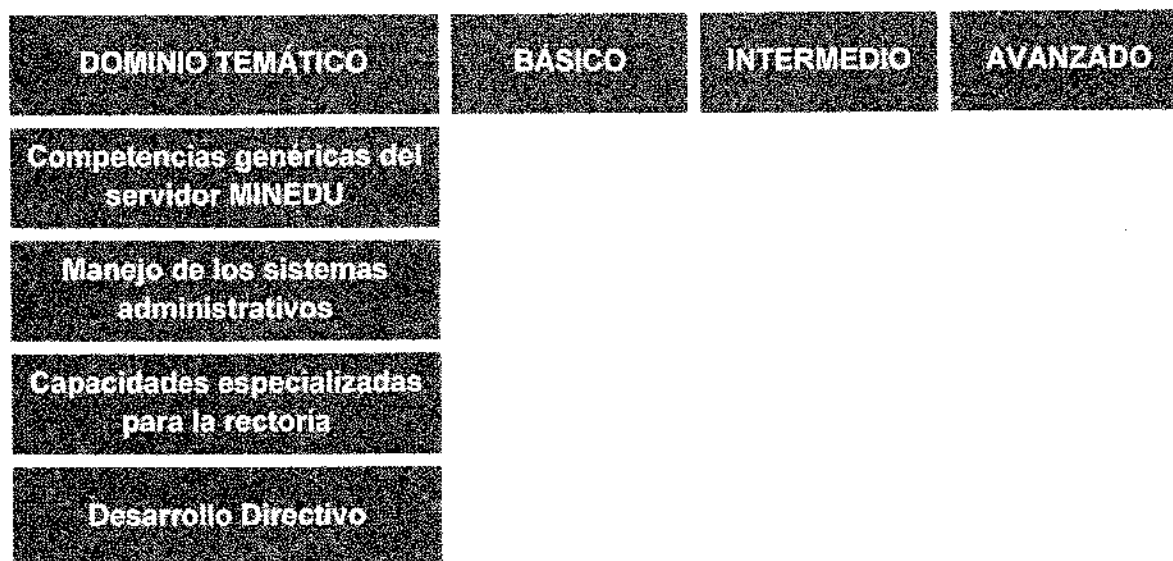 DOMINIO TEMÁTICO
BÁSICO
INTERMEDIO
AVANZADO
Competencias genéricas del
servidor MINEDU
Manejo de los sistemas
administrativos
Capacidades especializadas
para la rectoría
Desarrollo Directivo